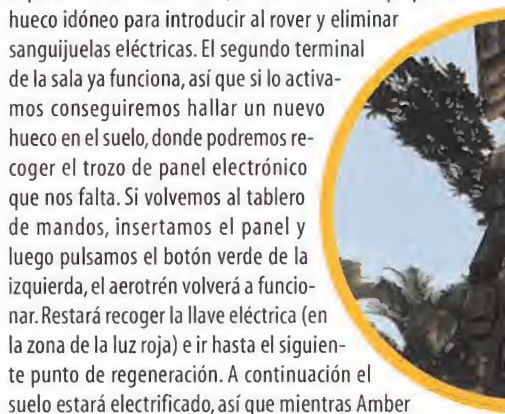 hueco idóneo para introducir al rover y eliminar
sanguijuelas eléctricas. El segundo terminal
de la sala ya funciona, así que si lo activa-
mos conseguiremos hallar un nuevo
hueco en el suelo, donde podremos re-
coger el trozo de panel electrónico
que nos falta. Si volvemos al tablero
de mandos, insertamos el panel y
luego pulsamos el botón verde de la
izquierda, el aerotrén volverá a funcio-
nar. Restará recoger la llave eléctrica (en
la zona de la luz roja) e ir hasta el siguien-
te punto de regeneración. A continuación el
suelo estará electrificado, así que mientras Amber